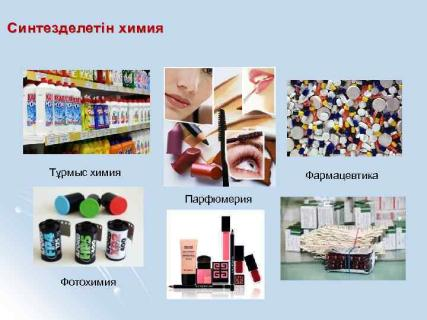 Синтезделетін химия
Тұрмыс химия
Парфюмерия
Фармацевтика
Фотохимия